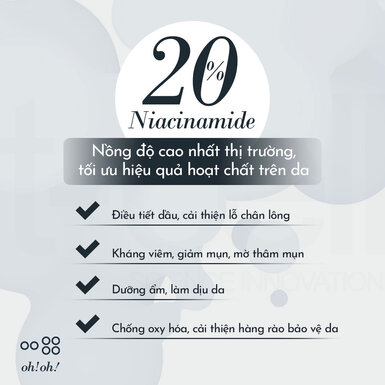 20%
Niacinamide
Nồng độ cao nhất thị trường,
tối ưu hiệu quả hoạt chất trên da
Điều tiết dầu, cải thiện lỗ chân lông
Kháng viêm, giảm mụn, mờ thâm mụn
Dưỡng ẩm, làm dịu da
Chống oxy hóa, cải thiện hàng rào bảo vệ da
oh!oh!